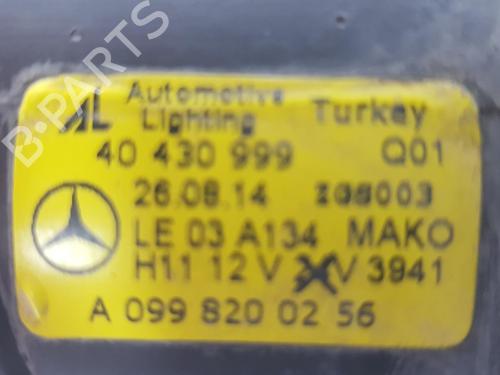 AL Automotive Lighting Turkey
40 430 999 Q01
26.08.14
LE 03 A134 MAKO
H11 12 V V 3941
A 099 820 02 56
B-PARTS